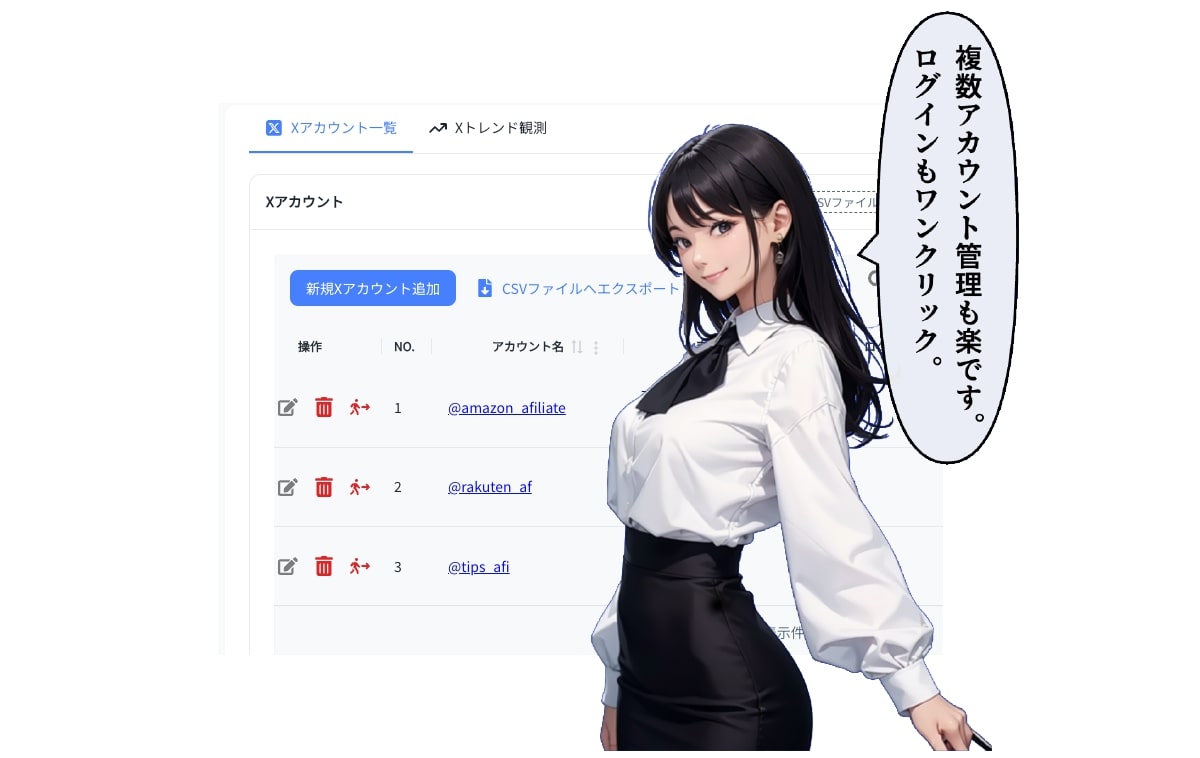 Xアカウント一覧
Xトレンド観測
Xアカウント
SVファイル
新規Xアカウント追加
CSVファイルへエクスポート
操作
NO.
アカウント名
1
@amazon_afiliate
2
@rakuten_af
3
@tips_afi
示件
複数アカウント管理も楽です。
ログインもワンクリック。